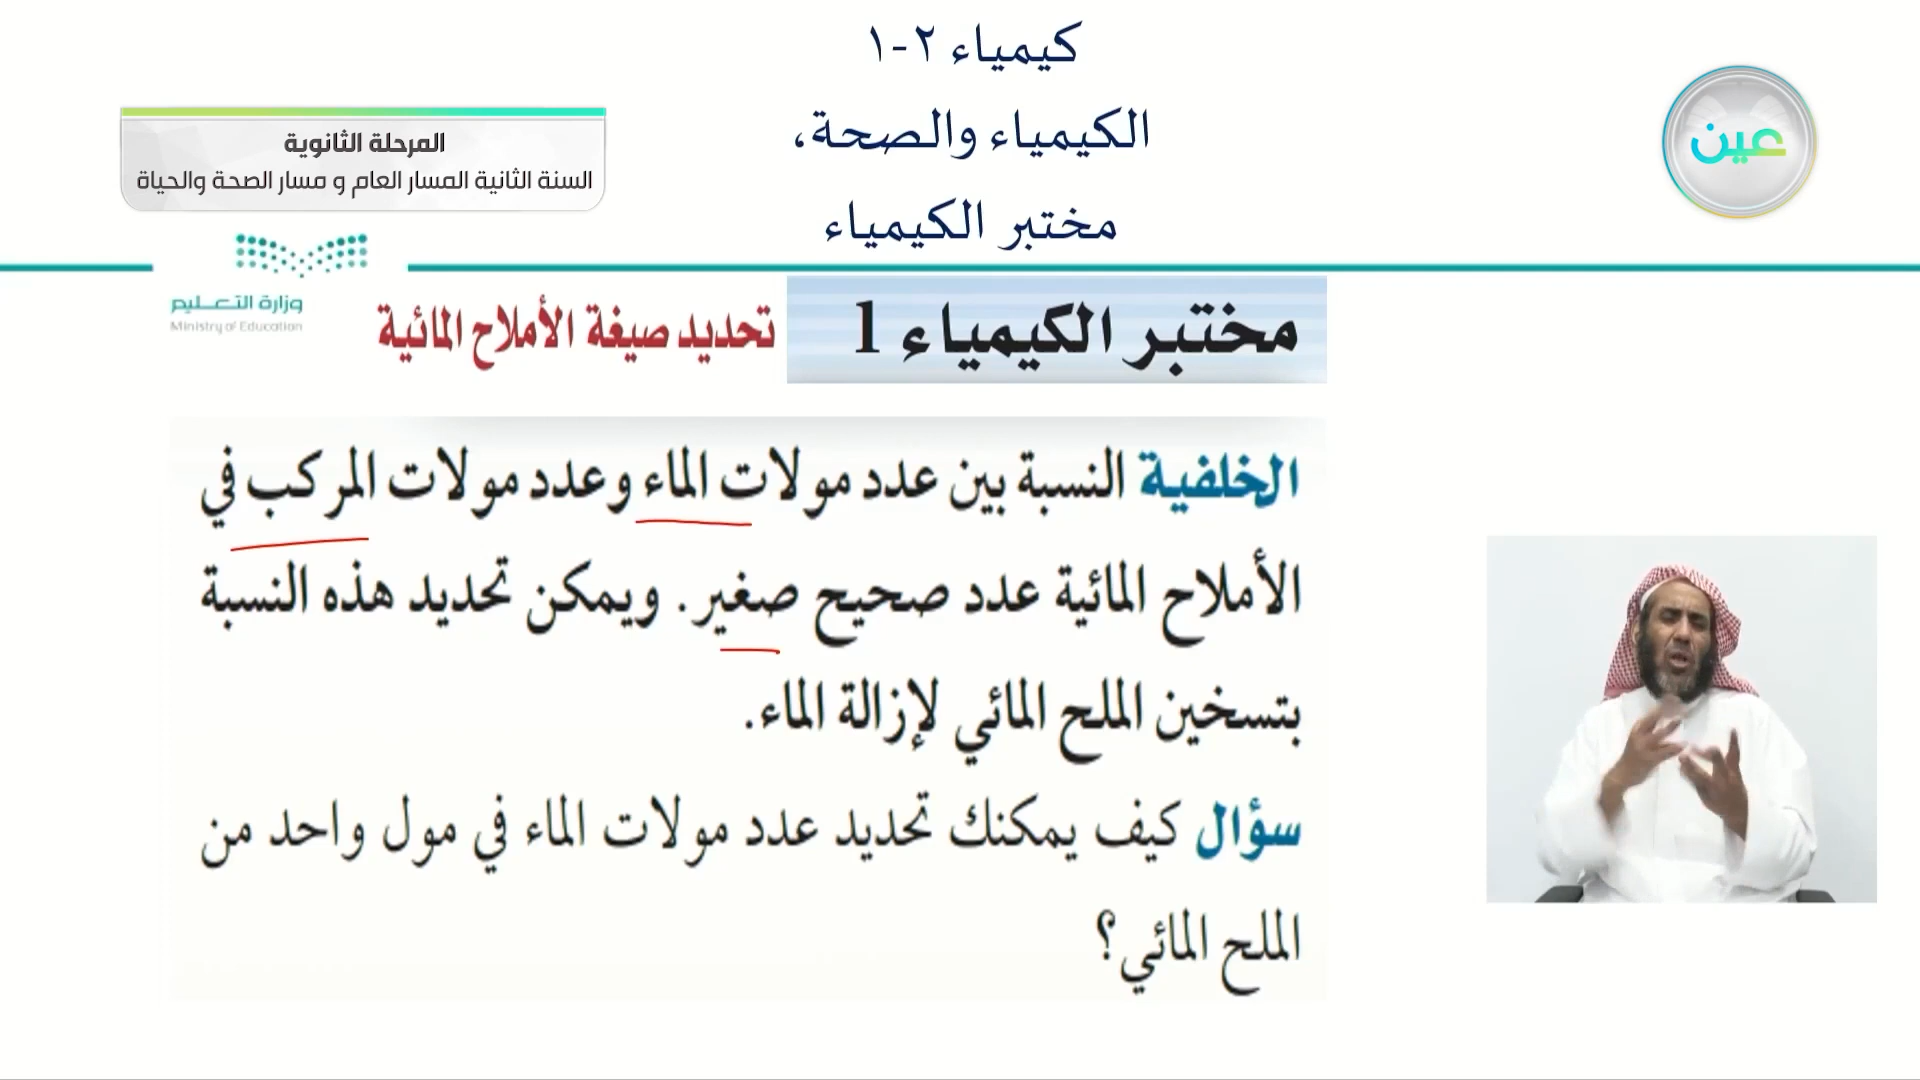 كيمياء ٢-١
الكيمياء والصحة،
مختبر الكيمياء
عين
المرحلة الثانوية
السنة الثانية المسار العام و مسار الصحة والحياة
وزارة التعليم
Ministry of Education
مختبر الكيمياء 1
تحديد صيغة الأملاح المائية
الخلفية النسبة بين عدد مولات الماء وعدد مولات المركب في
الأملاح المائية عدد صحيح صغير. ويمكن تحديد هذه النسبة
بتسخين الملح المائي لإزالة الماء.
سؤال كيف يمكنك تحديد عدد مولات الماء في مول واحد من
الملح المائي؟